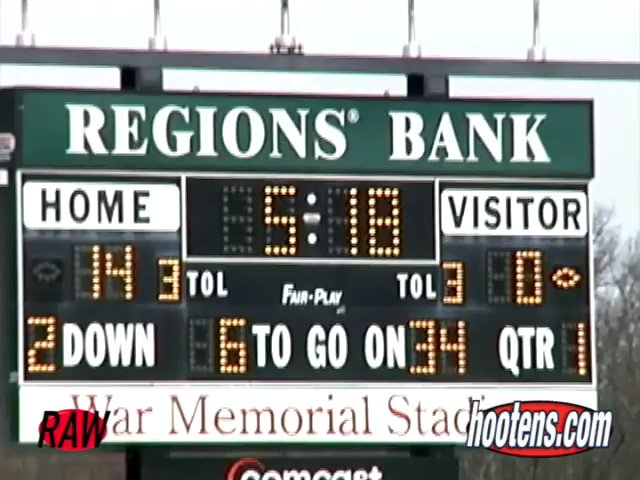 REGIONS® BANK
HOME 5:18 VISITOR
14 3 TOL FAIR-PLAY TOL 3 0
2 DOWN 6 TO GO ON 34 QTR 1
War Memorial
RAW hootens.com
comcast